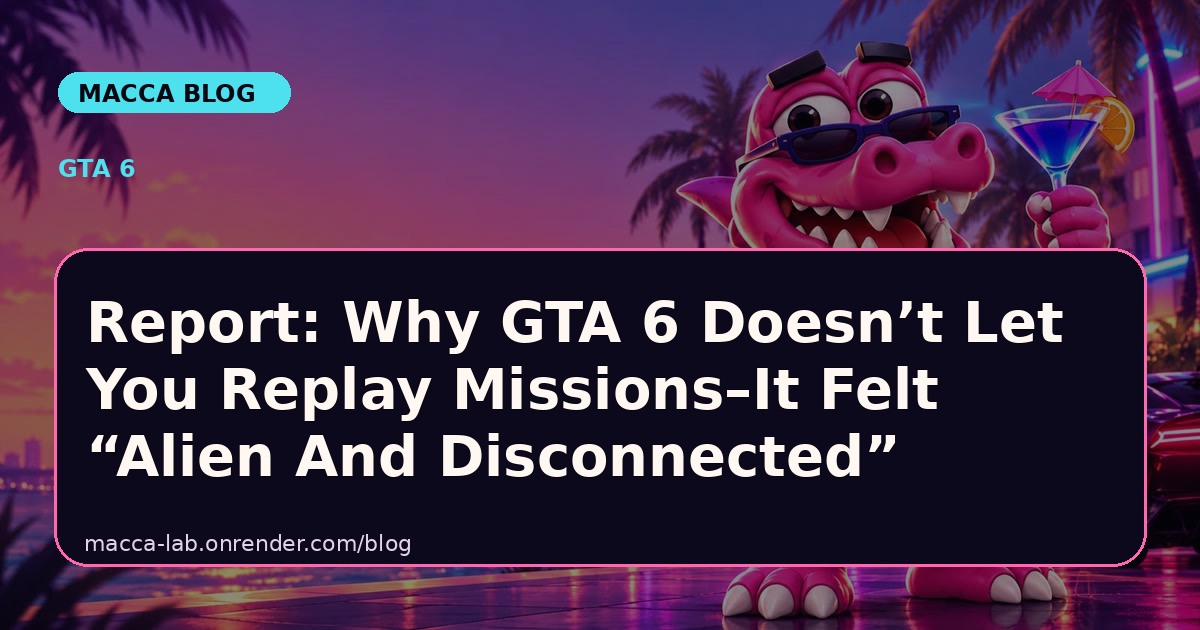 MACCA BLOG
GTA 6
Report: Why GTA 6 Doesn’t Let
You Replay Missions–It Felt
“Alien And Disconnected”
macca-lab.onrender.com/blog